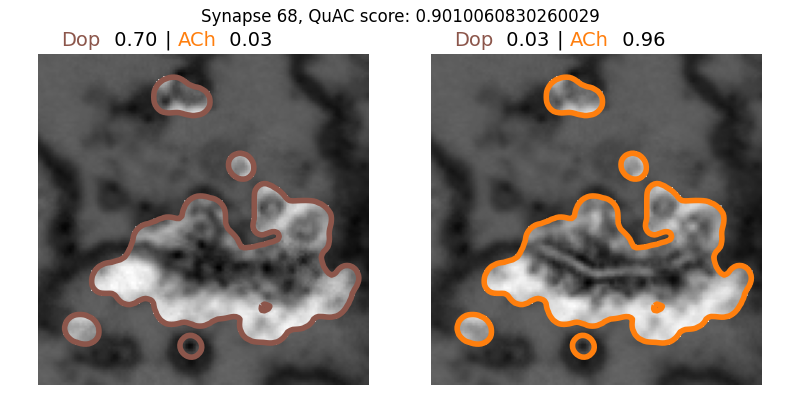 Synapse 68, QuAC score: 0.9010060830260029
Dop 0.70 | ACh 0.03
Dop 0.03 | ACh 0.96